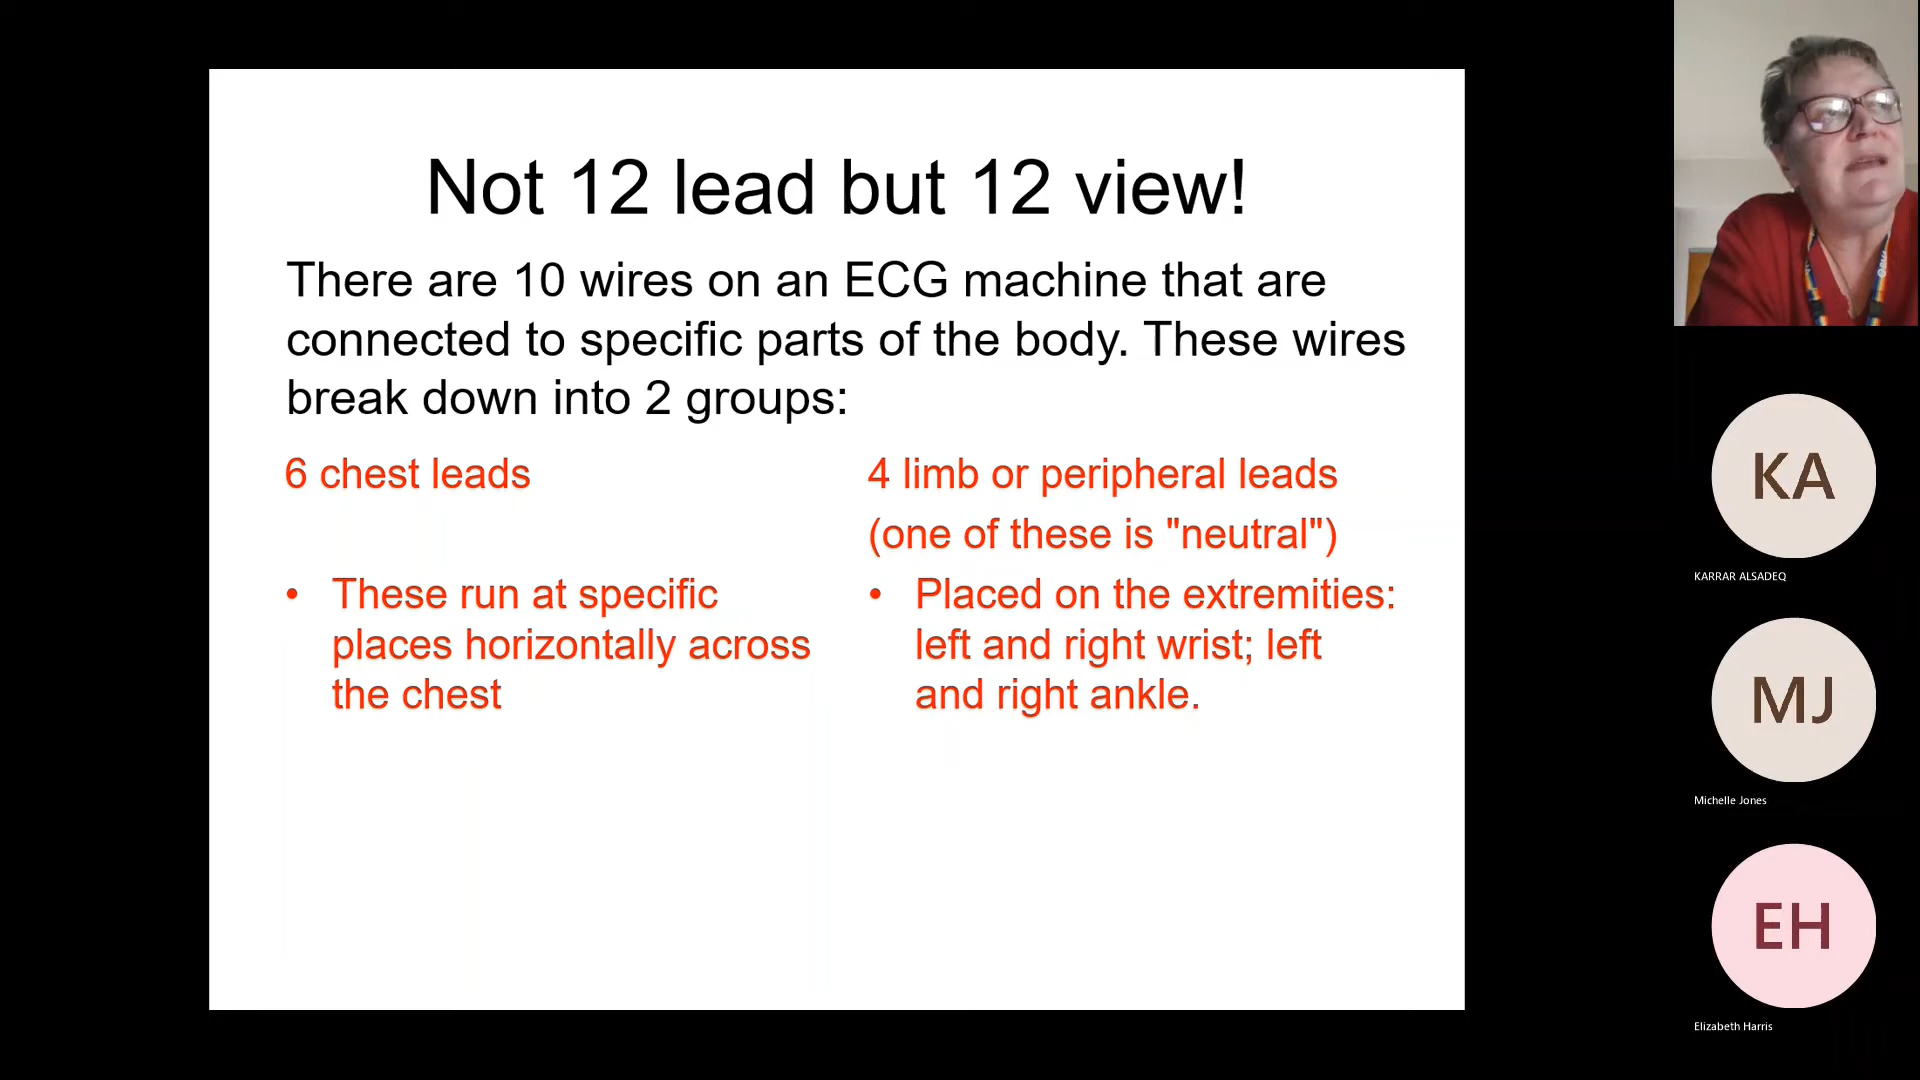 Not 12 lead but 12 view!
There are 10 wires on an ECG machine that are
connected to specific parts of the body. These wires
break down into 2 groups:
6 chest leads
• These run at specific
places horizontally across
the chest
4 limb or peripheral leads
(one of these is "neutral")
• Placed on the extremities:
left and right wrist; left
and right ankle.
KA
KARRAR ALSADEQ
MJ
Michelle Jones
EH
Elizabeth Harris